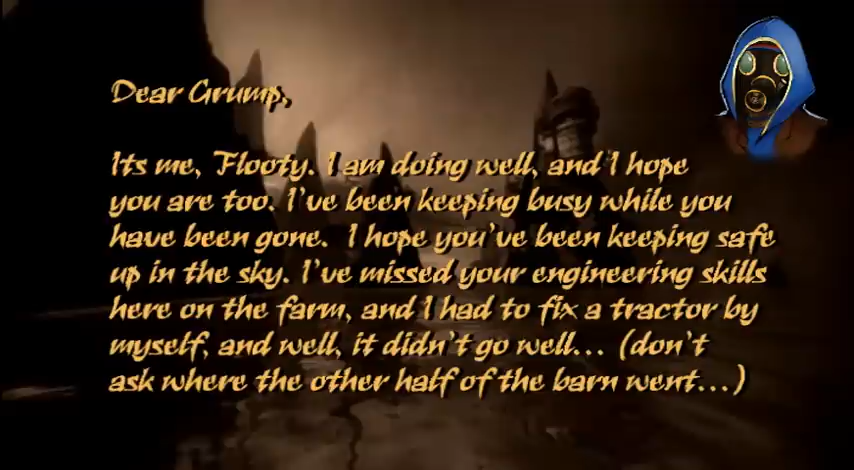 Dear Grump,
Its me, Flooty. I am doing well, and I hope
you are too. I've been keeping busy while you
have been gone. I hope you've been keeping safe
up in the sky. I've missed your engineering skills
here on the farm, and I had to fix a tractor by
myself, and well, it didn't go well... (don't
ask where the other half of the barn went...)